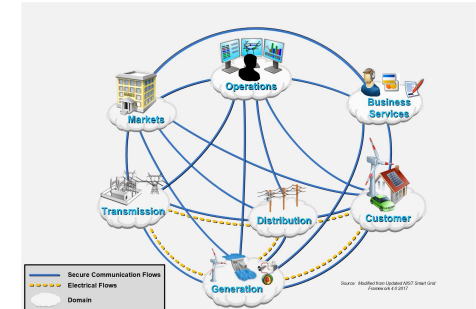 Operations
Markets
Business
Services
Transmission
Distribution
Customer
Generation
Source: Modified from Updated NIST Smart Grid
Framework 4.0 2017
Secure Communication Flows
Electrical Flows
Domain